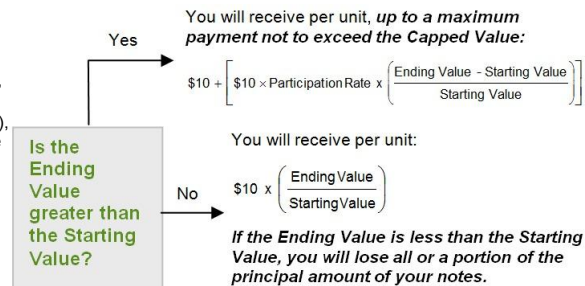 You will receive per unit, up to a maximum
payment not to exceed the Capped Value:
Yes
$10 + [ $10 × Participation Rate x ( Ending Value - Starting Value / Starting Value ) ]
),
Is the
Ending
Value
greater than
the Starting
Value?
You will receive per unit:
No
$10 x ( Ending Value / Starting Value )
If the Ending Value is less than the Starting
Value, you will lose all or a portion of the
principal amount of your notes.